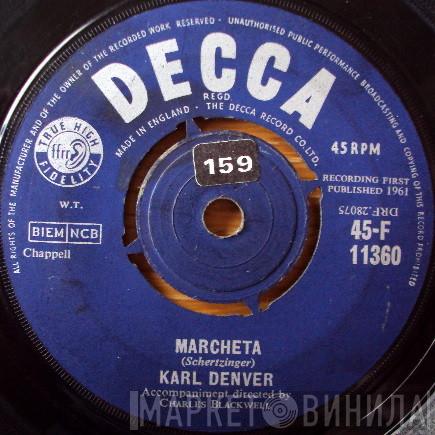 ALL RIGHTS OF THE MANUFACTURER AND OF THE OWNER OF THE RECORDED WORK RESERVED · UNAUTHORISED PUBLIC PERFORMANCE BROADCASTING AND COPYING OF THIS RECORD PROHIBITED
DECCA
REGD.
MADE IN ENGLAND · THE DECCA RECORD CO. LTD.
TRUE HIGH
ffrr
FIDELITY
45 RPM
159
RECORDING FIRST
PUBLISHED 1961
W.T.
DRF.28075
BIEM NCB
45-F
11360
Chappell
MARCHETA
(Schertzinger)
KARL DENVER
Accompaniment directed by
CHARLES BLACKWELL
МАРКЕТ ВИНИЛА